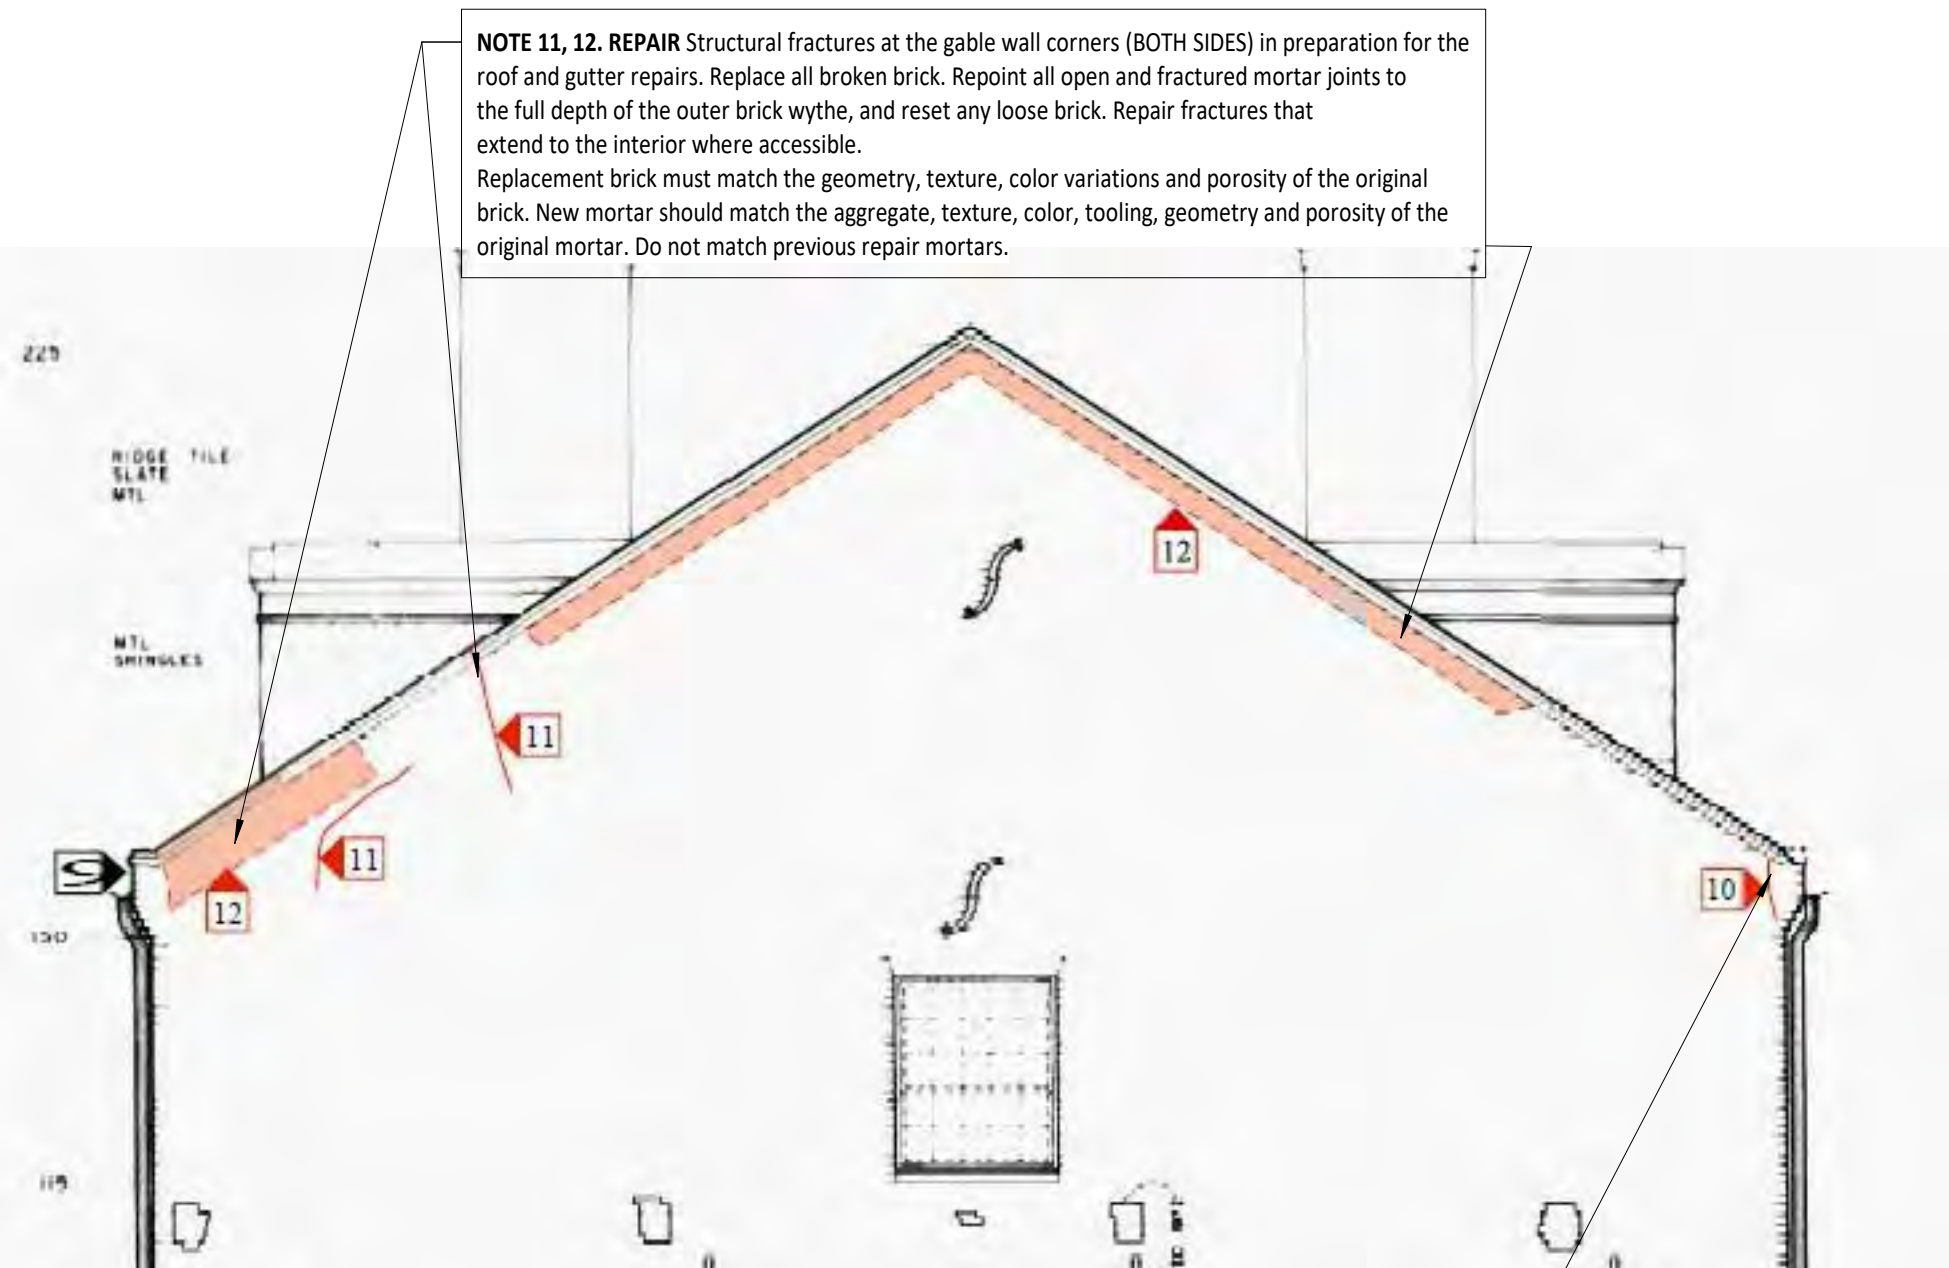 NOTE 11, 12. REPAIR Structural fractures at the gable wall corners (BOTH SIDES) in preparation for the
roof and gutter repairs. Replace all broken brick. Repoint all open and fractured mortar joints to
the full depth of the outer brick wythe, and reset any loose brick. Repair fractures that
extend to the interior where accessible.
Replacement brick must match the geometry, texture, color variations and porosity of the original
brick. New mortar should match the aggregate, texture, color, tooling, geometry and porosity of the
original mortar. Do not match previous repair mortars.
225
RIDGE TILE
SLATE
MTL
12
MTL
SHINGLES
11
11
9
12
10
150
115